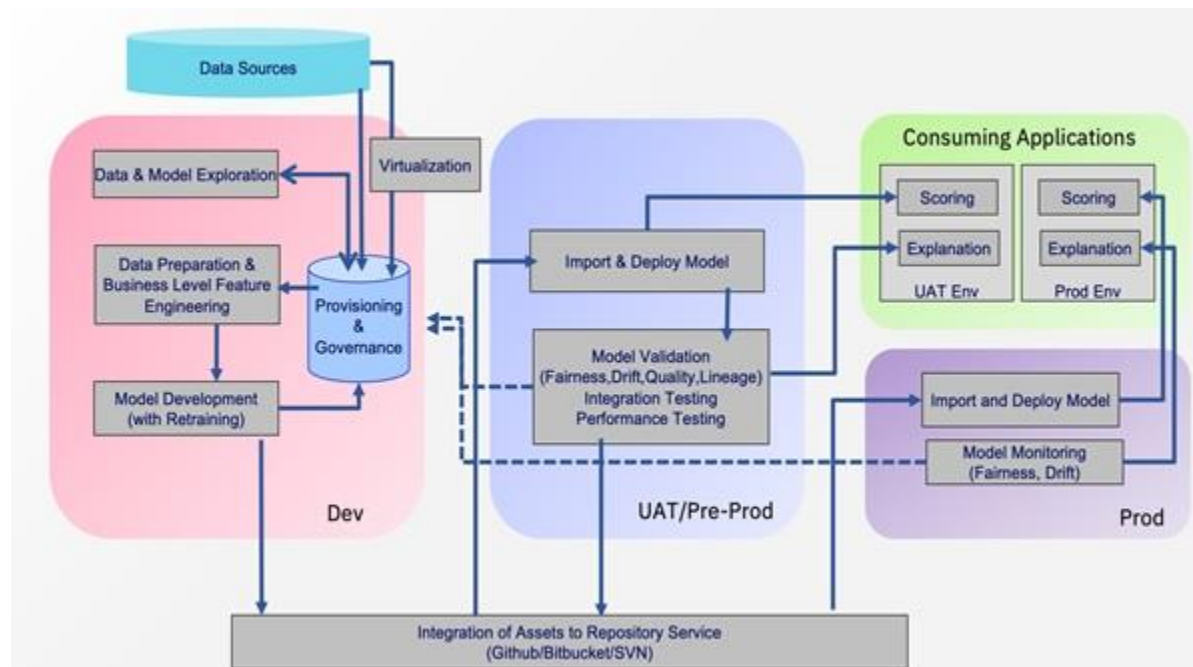 Data Sources
Data & Model Exploration
Virtualization
Data Preparation &
Business Level Feature
Engineering
Provisioning
&
Governance
Model Development
(with Retraining)
Dev
Import & Deploy Model
Model Validation
(Fairness,Drift,Quality,Lineage)
Integration Testing
Performance Testing
UAT/Pre-Prod
Consuming Applications
Scoring
Explanation
UAT Env
Scoring
Explanation
Prod Env
Import and Deploy Model
Model Monitoring
(Fairness, Drift)
Prod
Integration of Assets to Repository Service
(Github/Bitbucket/SVN)